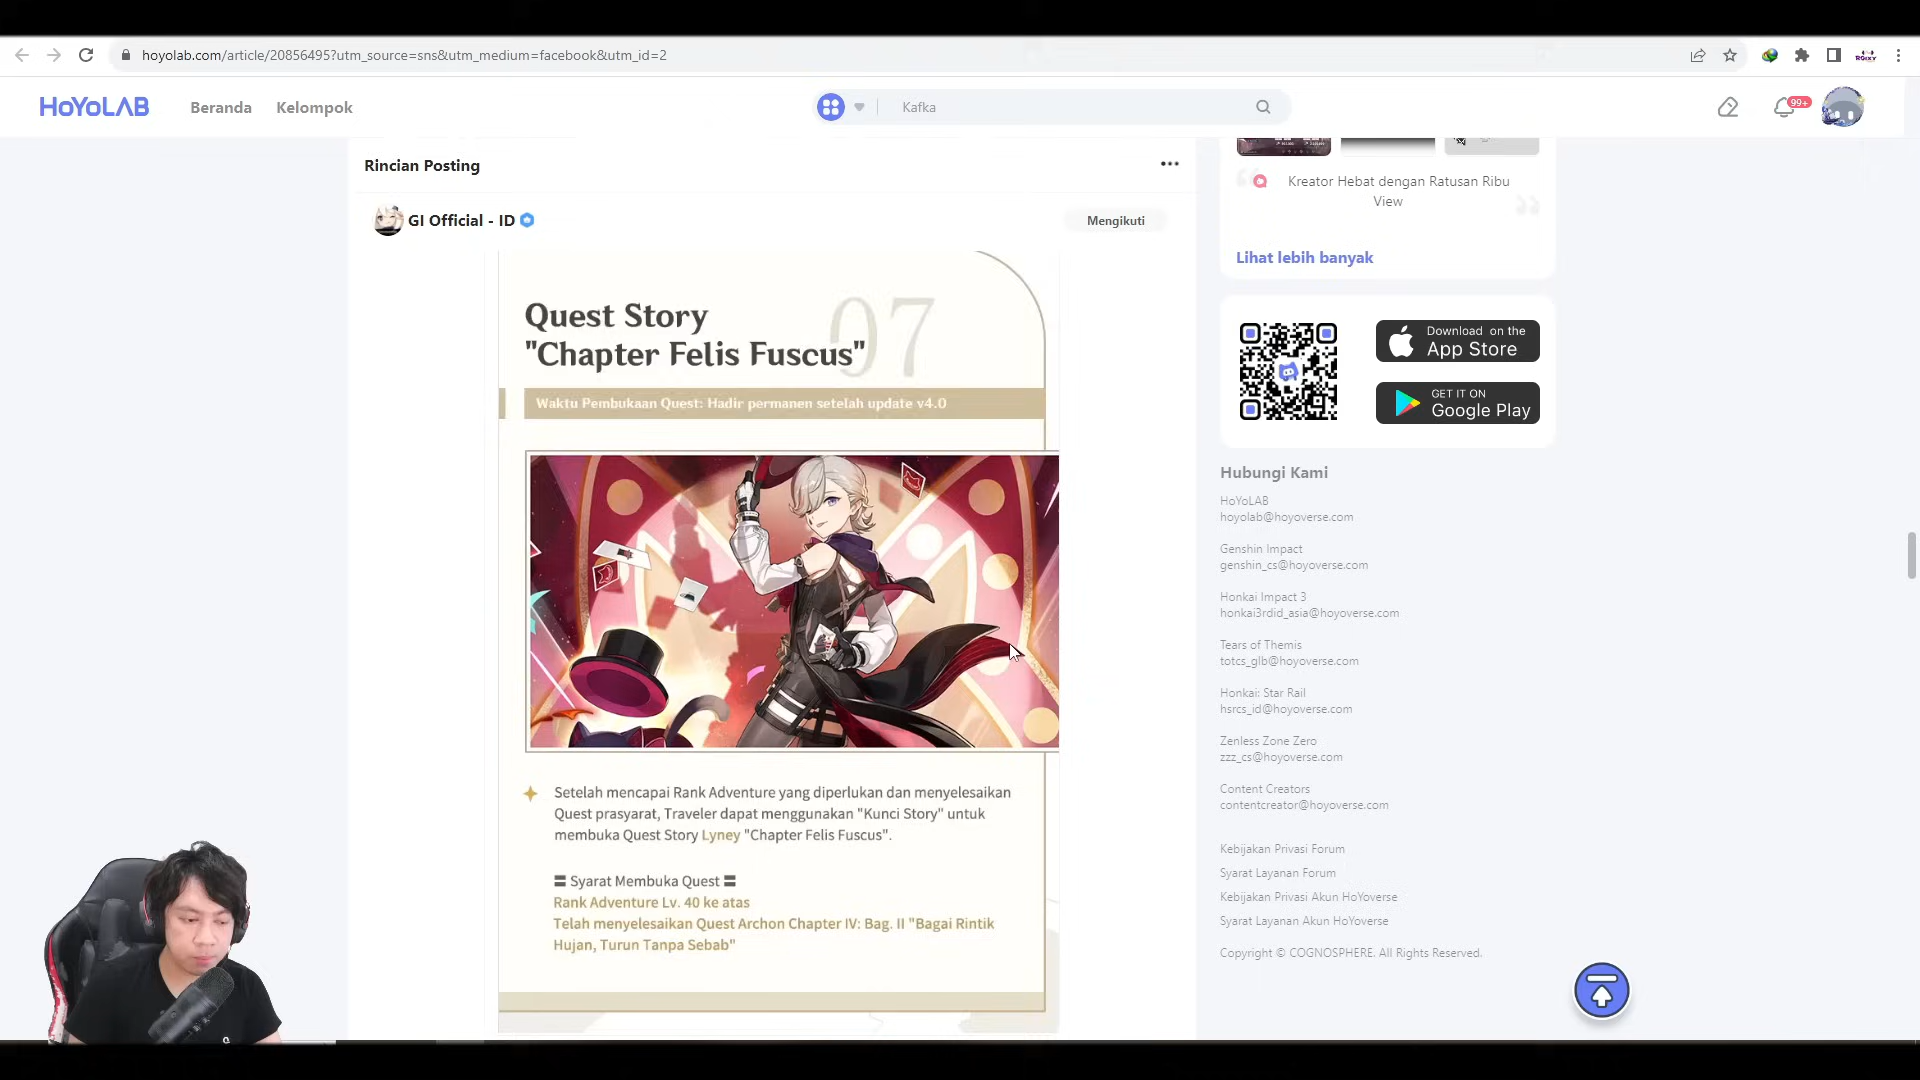 hoyolab.com/article/20856495?utm_source=sns&utm_medium=facebook&utm_id=2
HoYoLAB
Beranda
Kelompok
Kafka
99+
Rincian Posting
GI Official - ID
Mengikuti
07
Quest Story
"Chapter Felis Fuscus"
Waktu Pembukaan Quest: Hadir permanen setelah update v4.0
Setelah mencapai Rank Adventure yang diperlukan dan menyelesaikan
Quest prasyarat, Traveler dapat menggunakan "Kunci Story" untuk
membuka Quest Story Lyney "Chapter Felis Fuscus".
〓 Syarat Membuka Quest 〓
Rank Adventure Lv. 40 ke atas
Telah menyelesaikan Quest Archon Chapter IV: Bag. II "Bagai Rintik
Hujan, Turun Tanpa Sebab"
Kreator Hebat dengan Ratusan Ribu
View
Lihat lebih banyak
Download on the
App Store
GET IT ON
Google Play
Hubungi Kami
HoYoLAB
hoyolab@hoyoverse.com
Genshin Impact
genshin_cs@hoyoverse.com
Honkai Impact 3
honkai3rdid_asia@hoyoverse.com
Tears of Themis
totcs_glb@hoyoverse.com
Honkai: Star Rail
hsrcs_id@hoyoverse.com
Zenless Zone Zero
zzz_cs@hoyoverse.com
Content Creators
contentcreator@hoyoverse.com
Kebijakan Privasi Forum
Syarat Layanan Forum
Kebijakan Privasi Akun HoYoverse
Syarat Layanan Akun HoYoverse
Copyright © COGNOSPHERE. All Rights Reserved.